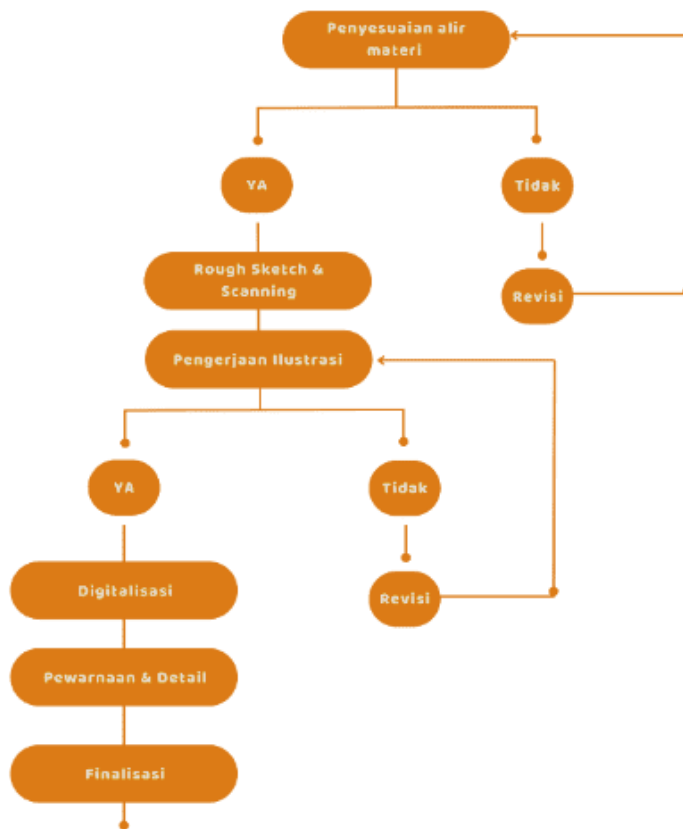 Penyesuaian alir
materi
YA
Tidak
Rough Sketch &
Scanning
Revisi
Pengerjaan Ilustrasi
YA
Tidak
Digitalisasi
Revisi
Pewarnaan & Detail
Finalisasi